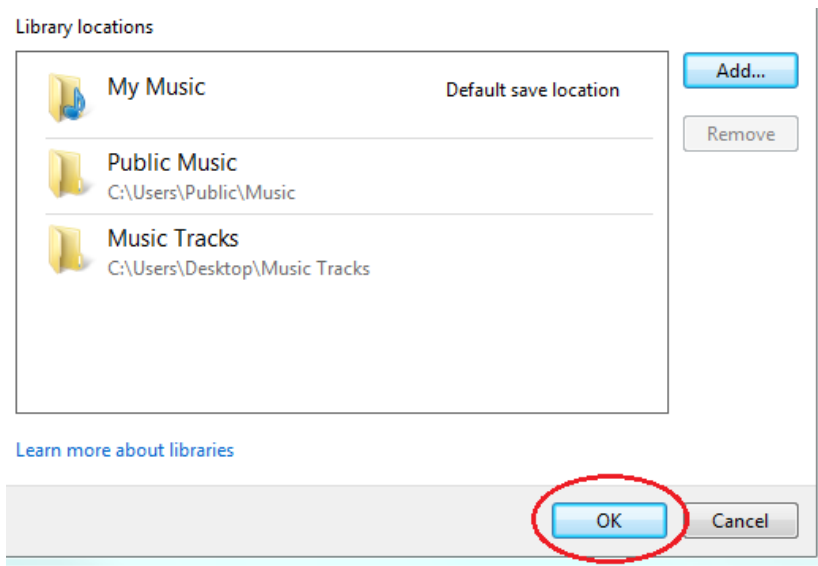 Library locations
My Music
Default save location
Add...
Remove
Public Music
C:\Users\Public\Music
Music Tracks
C:\Users\Desktop\Music Tracks
Learn more about libraries
OK
Cancel